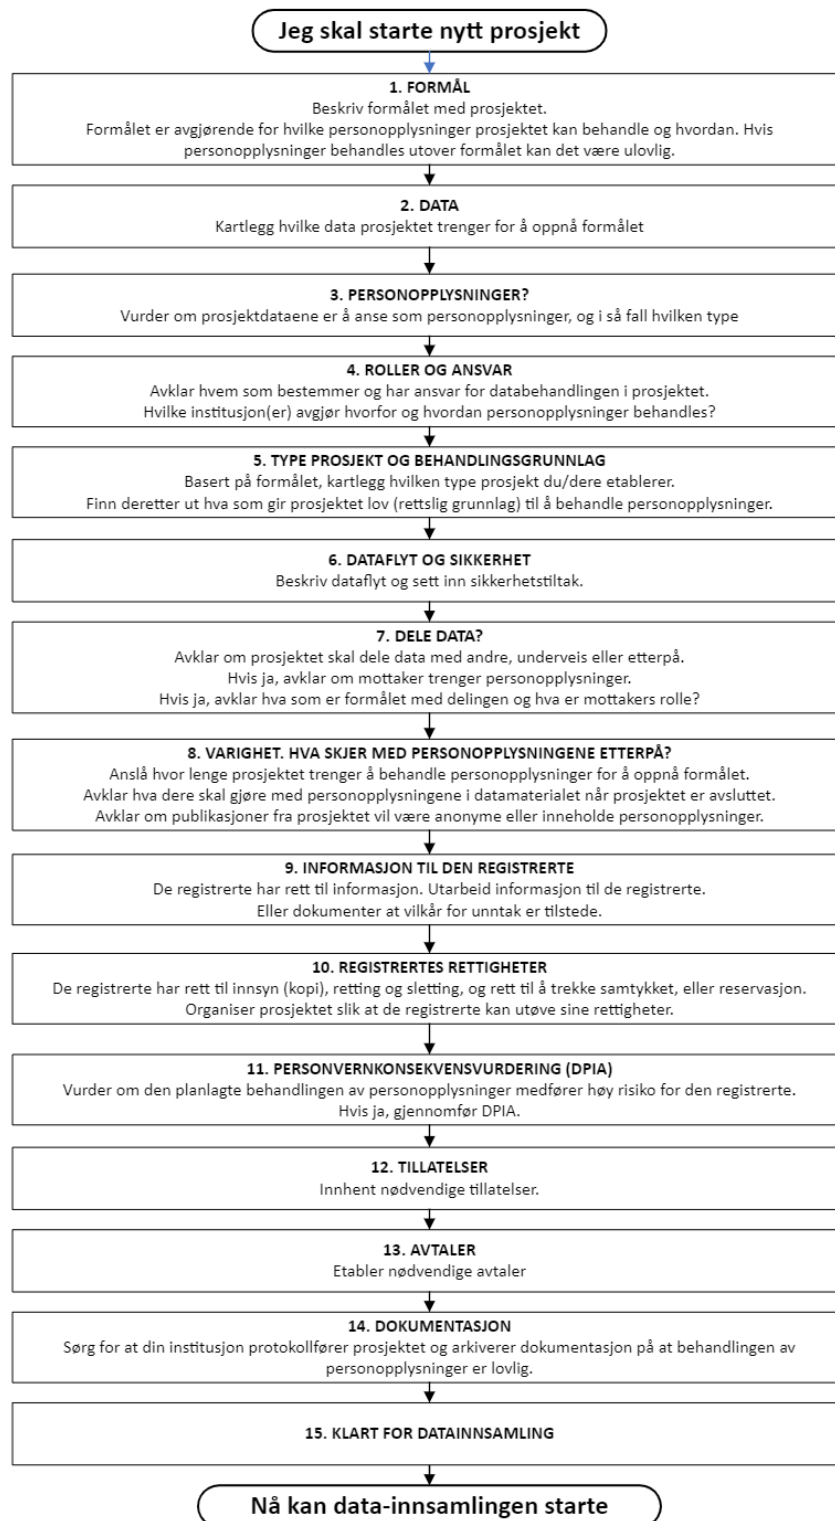 Jeg skal starte nytt prosjekt
1. FORMÅL
Beskriv formålet med prosjektet.
Formålet er avgjørende for hvilke personopplysninger prosjektet kan behandle og hvordan. Hvis
personopplysninger behandles utover formålet kan det være ulovlig.
2. DATA
Kartlegg hvilke data prosjektet trenger for å oppnå formålet
3. PERSONOPPLYSNINGER?
Vurder om prosjektdataene er å anse som personopplysninger, og i så fall hvilken type
4. ROLLER OG ANSVAR
Avklar hvem som bestemmer og har ansvar for databehandlingen i prosjektet.
Hvilke institusjon(er) avgjør hvorfor og hvordan personopplysninger behandles?
5. TYPE PROSJEKT OG BEHANDLINGSGRUNNLAG
Basert på formålet, kartlegg hvilken type prosjekt du/dere etablerer.
Finn deretter ut hva som gir prosjektet lov (rettslig grunnlag) til å behandle personopplysninger.
6. DATAFLYT OG SIKKERHET
Beskriv dataflyt og sett inn sikkerhetstiltak.
7. DELE DATA?
Avklar om prosjektet skal dele data med andre, underveis eller etterpå.
Hvis ja, avklar om mottaker trenger personopplysninger.
Hvis ja, avklar hva som er formålet med delingen og hva er mottakers rolle?
8. VARIGHET. HVA SKJER MED PERSONOPPLYSNINGENE ETTERPÅ?
Anslå hvor lenge prosjektet trenger å behandle personopplysninger for å oppnå formålet.
Avklar hva dere skal gjøre med personopplysningene i datamaterialet når prosjektet er avsluttet.
Avklar om publikasjoner fra prosjektet vil være anonyme eller inneholde personopplysninger.
9. INFORMASJON TIL DEN REGISTRERTE
De registrerte har rett til informasjon. Utarbeid informasjon til de registrerte.
Eller dokumenter at vilkår for unntak er tilstede.
10. REGISTRERTES RETTIGHETER
De registrerte har rett til innsyn (kopi), retting og sletting, og rett til å trekke samtykket, eller reservasjon.
Organiser prosjektet slik at de registrerte kan utøve sine rettigheter.
11. PERSONVERNKONSEKVENSVURDERING (DPIA)
Vurder om den planlagte behandlingen av personopplysninger medfører høy risiko for den registrerte.
Hvis ja, gjennomfør DPIA.
12. TILLATELSER
Innhent nødvendige tillatelser.
13. AVTALER
Etabler nødvendige avtaler
14. DOKUMENTASJON
Sørg for at din institusjon protokollfører prosjektet og arkiverer dokumentasjon på at behandlingen av
personopplysninger er lovlig.
15. KLART FOR DATAINNSAMLING
Nå kan data-innsamlingen starte